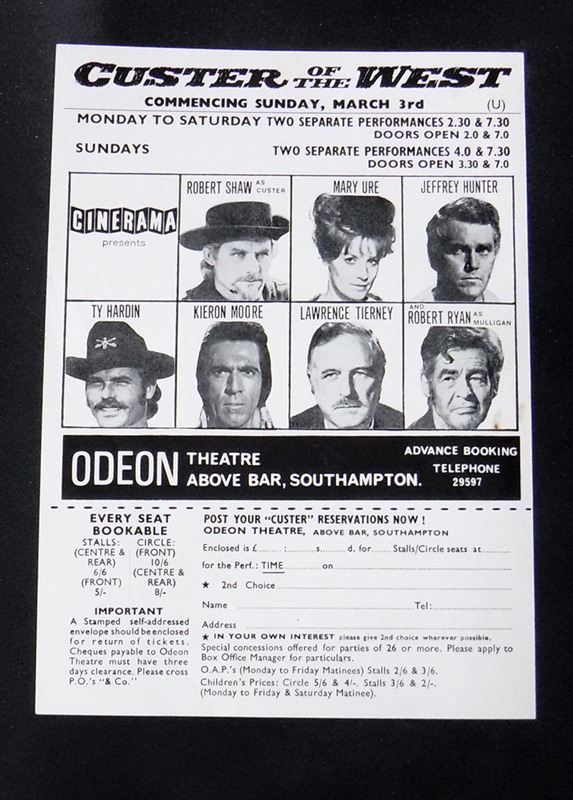 CUSTER OF THE WEST
COMMENCING SUNDAY, MARCH 3rd (U)
MONDAY TO SATURDAY TWO SEPARATE PERFORMANCES 2.30 & 7.30
DOORS OPEN 2.0 & 7.0
SUNDAYS TWO SEPARATE PERFORMANCES 4.0 & 7.30
DOORS OPEN 3.30 & 7.0
CINERAMA
presents
ROBERT SHAW AS CUSTER
MARY URE
JEFFREY HUNTER
TY HARDIN
KIERON MOORE
LAWRENCE TIERNEY
AND
ROBERT RYAN AS MULLIGAN
ODEON THEATRE
ABOVE BAR, SOUTHAMPTON.
ADVANCE BOOKING
TELEPHONE
29597
EVERY SEAT
BOOKABLE
STALLS: CIRCLE:
(CENTRE & (FRONT)
REAR) 10/6
6/6 (CENTRE &
(FRONT) REAR)
5/- 8/-
IMPORTANT
A Stamped self-addressed
envelope should be enclosed
for return of tickets.
Cheques payable to Odeon
Theatre must have three
days clearance. Please cross
P.O.'s "& Co."
POST YOUR "CUSTER" RESERVATIONS NOW!
ODEON THEATRE, ABOVE BAR, SOUTHAMPTON
Enclosed is £........ :........s........d. for...... Stalls/Circle seats at........
for the Perf.: TIME on
★ 2nd Choice
Name Tel:
Address
★ IN YOUR OWN INTEREST please give 2nd choice wherever possible.
Special concessions offered for parties of 26 or more. Please apply to
Box Office Manager for particulars.
O.A.P.'s (Monday to Friday Matinees) Stalls 2/6 & 3/6.
Children's Prices: Circle 5/6 & 4/-. Stalls 3/6 & 2/-.
(Monday to Friday & Saturday Matinee).